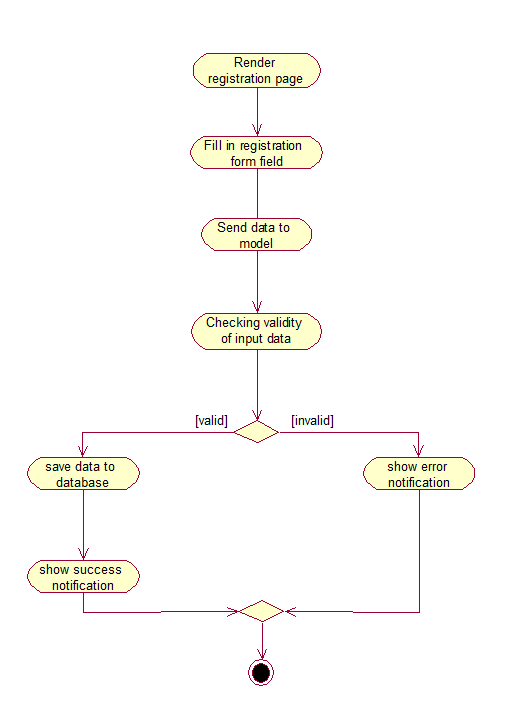 Render
registration page
Fill in registration
form field
Send data to
model
Checking validity
of input data
[valid]
[invalid]
save data to
database
show error
notification
show success
notification